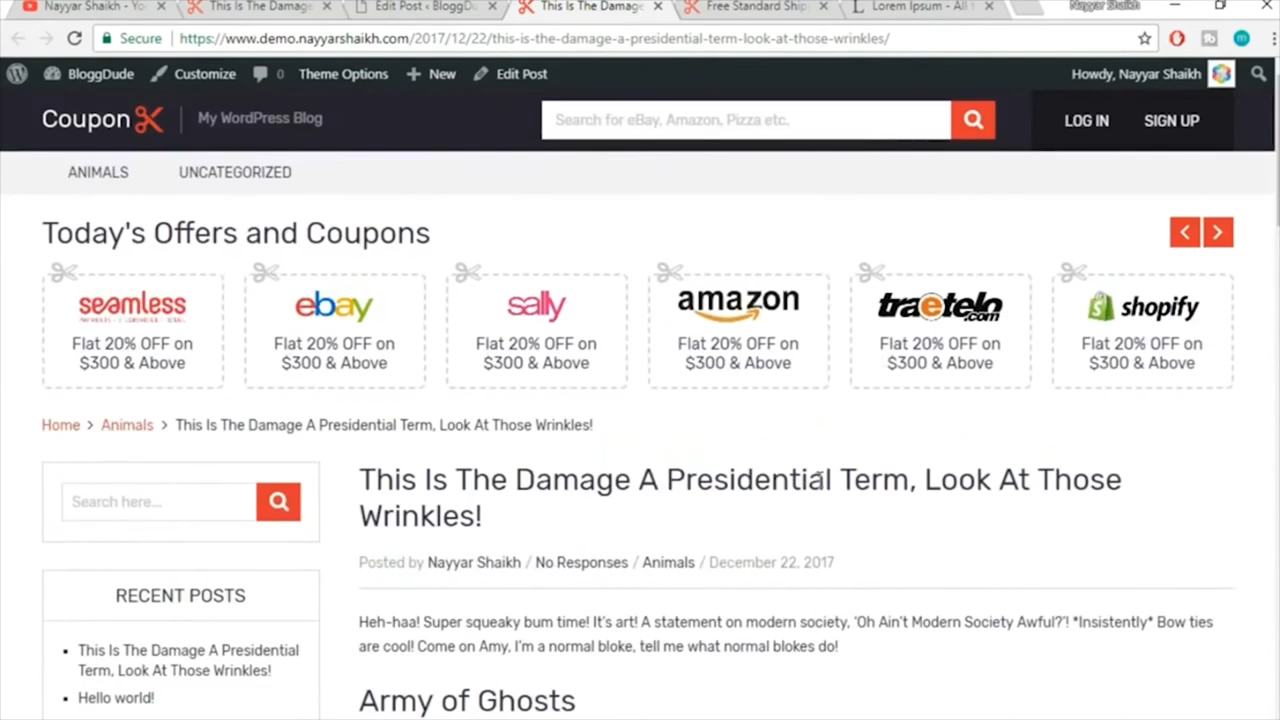 Nayyar Shaikh - Yo
This Is The Damage
Edit Post ‹ BloggDu
This Is The Damage
Free Standard Ship
Lorem Ipsum - All
Nayyar Shaikh
Secure
https://www.demo.nayyarshaikh.com/2017/12/22/this-is-the-damage-a-presidential-term-look-at-those-wrinkles/
BloggDude Customize 0 Theme Options New Edit Post
Howdy, Nayyar Shaikh
Coupon
My WordPress Blog
Search for eBay, Amazon, Pizza etc.
LOG IN SIGN UP
ANIMALS UNCATEGORIZED
Today's Offers and Coupons
seamless
ebay
sally
amazon
traetelo.com
shopify
Flat 20% OFF on
$300 & Above
Flat 20% OFF on
$300 & Above
Flat 20% OFF on
$300 & Above
Flat 20% OFF on
$300 & Above
Flat 20% OFF on
$300 & Above
Flat 20% OFF on
$300 & Above
Home > Animals > This Is The Damage A Presidential Term, Look At Those Wrinkles!
Search here...
RECENT POSTS
This Is The Damage A Presidential
Term, Look At Those Wrinkles!
Hello world!
This Is The Damage A Presidential Term, Look At Those
Wrinkles!
Posted by Nayyar Shaikh / No Responses / Animals / December 22, 2017
Heh-haa! Super squeaky bum time! It's art! A statement on modern society, 'Oh Ain't Modern Society Awful?'! *Insistently* Bow ties
are cool! Come on Amy, I'm a normal bloke, tell me what normal blokes do!
Army of Ghosts